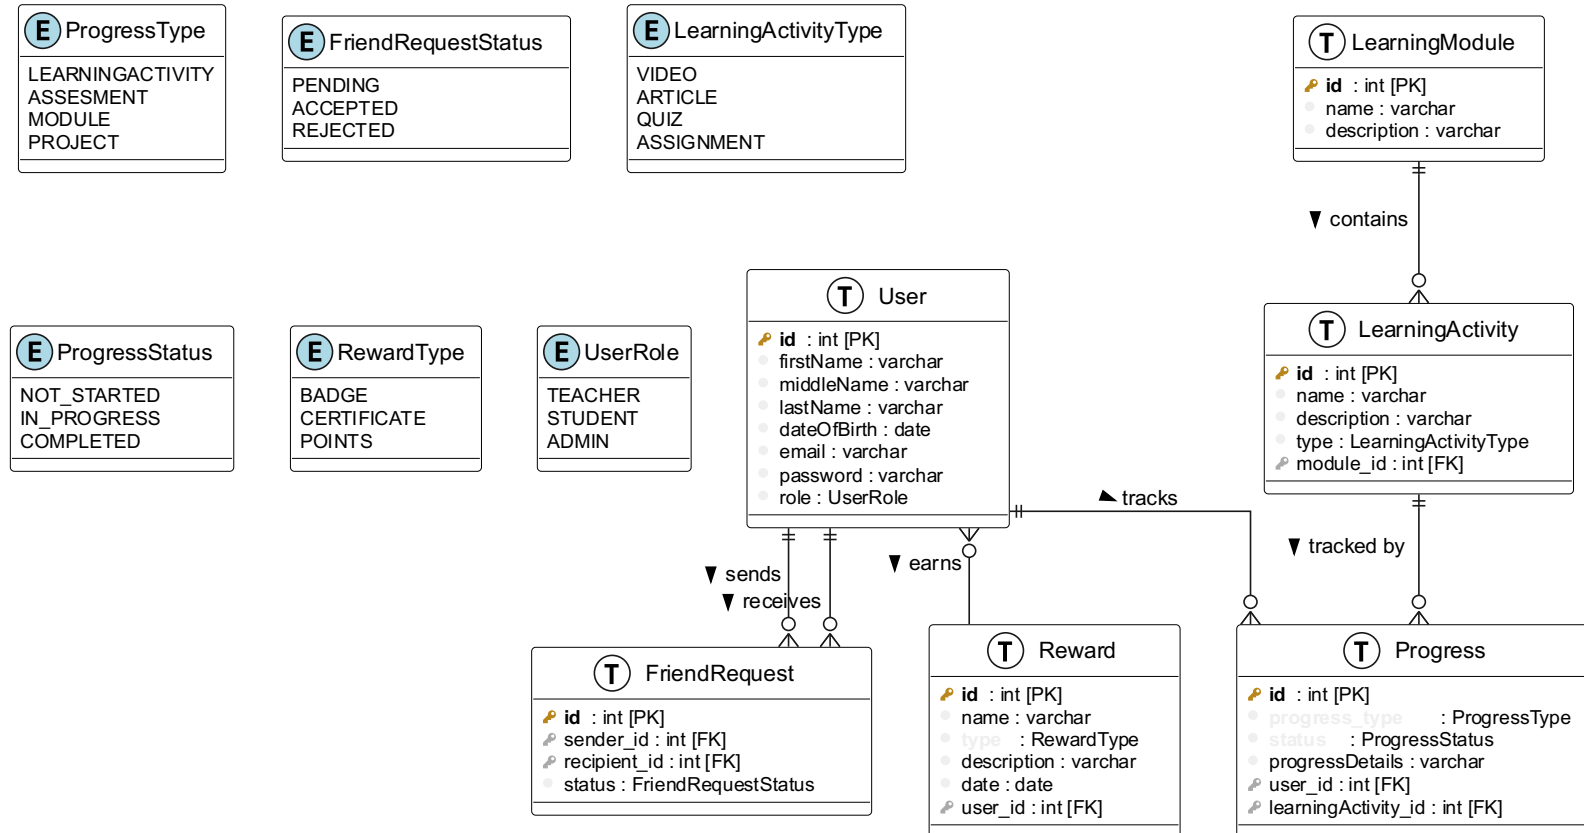 E ProgressType
LEARNINGACTIVITY
ASSESMENT
MODULE
PROJECT
E FriendRequestStatus
PENDING
ACCEPTED
REJECTED
E LearningActivityType
VIDEO
ARTICLE
QUIZ
ASSIGNMENT
T LearningModule
id : int [PK]
name : varchar
description : varchar
contains
E ProgressStatus
NOT_STARTED
IN_PROGRESS
COMPLETED
E RewardType
BADGE
CERTIFICATE
POINTS
E UserRole
TEACHER
STUDENT
ADMIN
T User
id : int [PK]
firstName : varchar
middleName : varchar
lastName : varchar
dateOfBirth : date
email : varchar
password : varchar
role : UserRole
T LearningActivity
id : int [PK]
name : varchar
description : varchar
type : LearningActivityType
module_id : int [FK]
tracks
tracked by
sends
receives
earns
T FriendRequest
id : int [PK]
sender_id : int [FK]
recipient_id : int [FK]
status : FriendRequestStatus
T Reward
id : int [PK]
name : varchar
type : RewardType
description : varchar
date : date
user_id : int [FK]
T Progress
id : int [PK]
progress_type : ProgressType
status : ProgressStatus
progressDetails : varchar
user_id : int [FK]
learningActivity_id : int [FK]